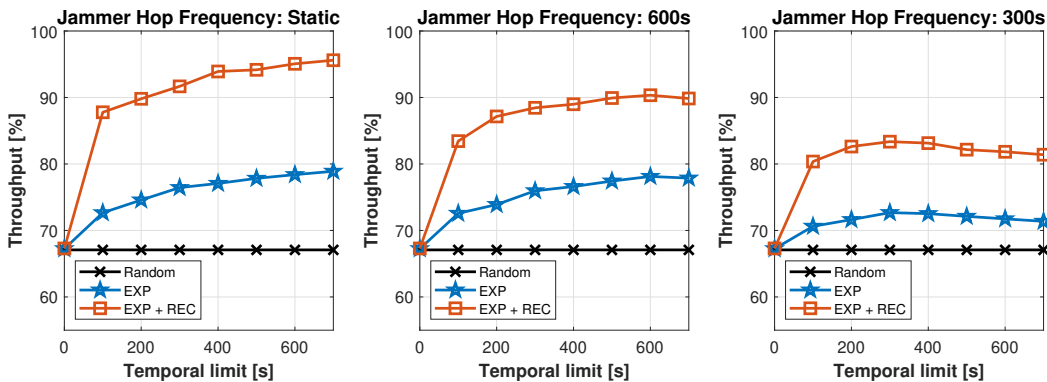 Jammer Hop Frequency: Static
100
90
80
70
60
Throughput [%]
Random
EXP
EXP + REC
0
200
400
600
Temporal limit [s]
Jammer Hop Frequency: 600s
100
90
80
70
60
Throughput [%]
Random
EXP
EXP + REC
0
200
400
600
Temporal limit [s]
Jammer Hop Frequency: 300s
100
90
80
70
60
Throughput [%]
Random
EXP
EXP + REC
0
200
400
600
Temporal limit [s]